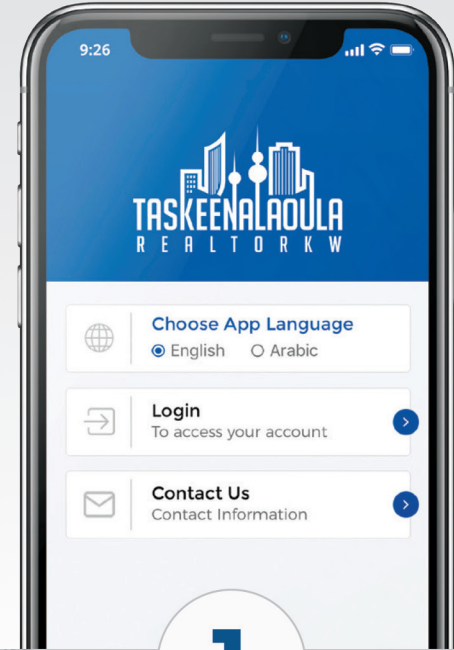 9:26
TASKEENALAOULA
REALTORKW
Choose App Language
English Arabic
Login
To access your account
Contact Us
Contact Information